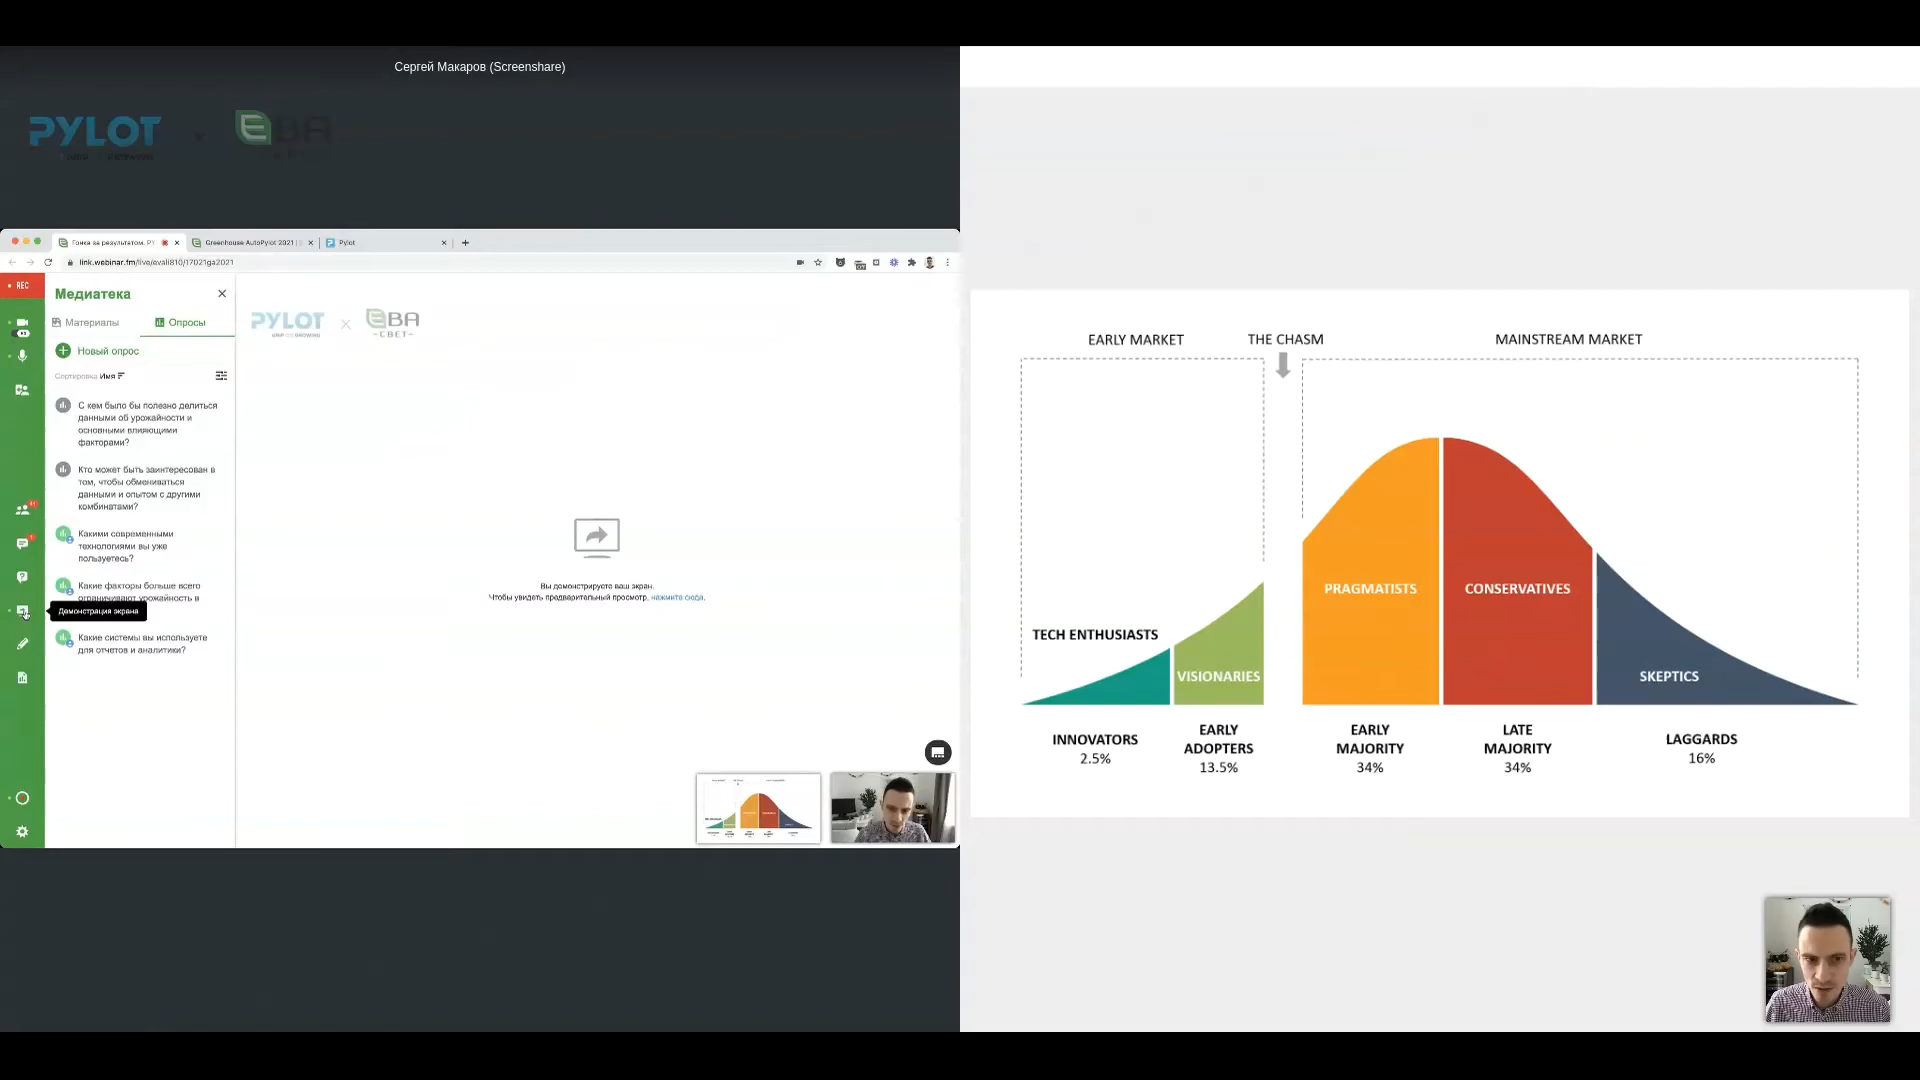 Сергей Макаров (Screenshare)
PYLOT
ЕВА
Гонка за результатом. PY
Greenhouse AutoPylot 2021 |
Pylot
link.webinar.fm/live/evali810/17021ga2021
REC
Медиатека
Материалы
Опросы
Новый опрос
Сортировка Имя
С кем было бы полезно делиться
данными об урожайности и
основными влияющими
факторами?
Кто может быть заинтересован в
том, чтобы обмениваться
данными и опытом с другими
комбинатами?
Какими современными
технологиями вы уже
пользуетесь?
Какие факторы больше всего
ограничивают урожайность в
Демонстрация экрана
Какие системы вы используете
для отчетов и аналитики?
PYLOT
×
ЕВА
-СВЕТ-
Вы демонстрируете ваш экран.
Чтобы увидеть предварительный просмотр, нажмите сюда.
EARLY MARKET
THE CHASM
MAINSTREAM MARKET
TECH ENTHUSIASTS
VISIONARIES
PRAGMATISTS
CONSERVATIVES
SKEPTICS
INNOVATORS
2.5%
EARLY
ADOPTERS
13.5%
EARLY
MAJORITY
34%
LATE
MAJORITY
34%
LAGGARDS
16%